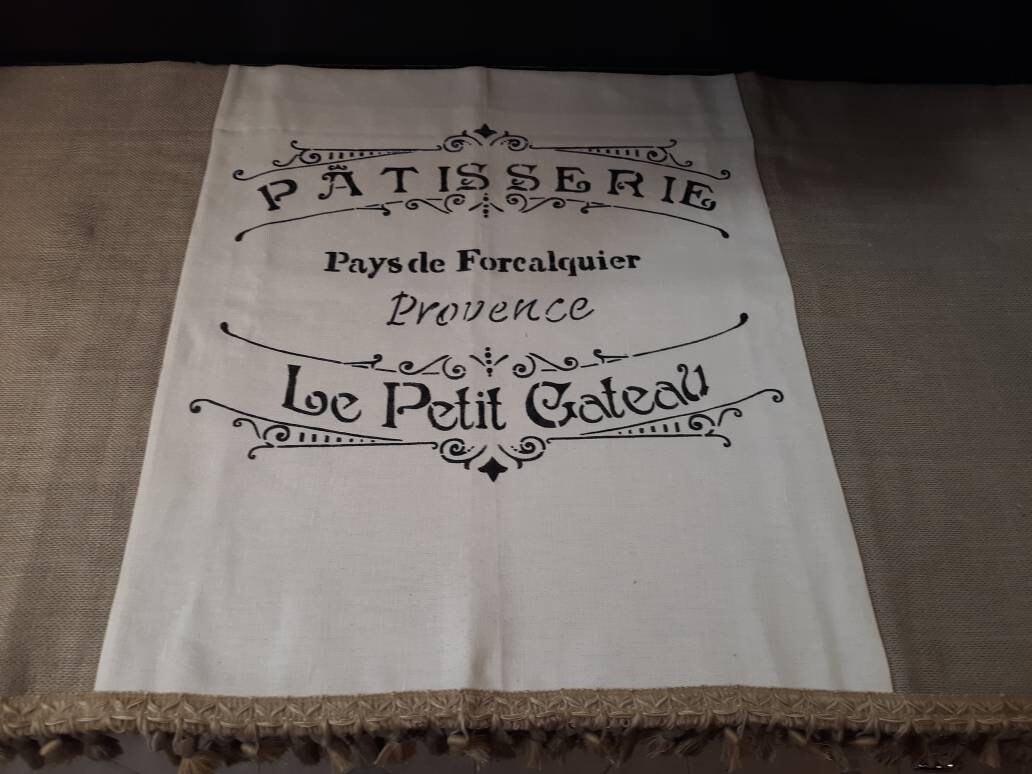 PÂTISSERIE
Pays de Forcalquier
Provence
Le Petit Gateau